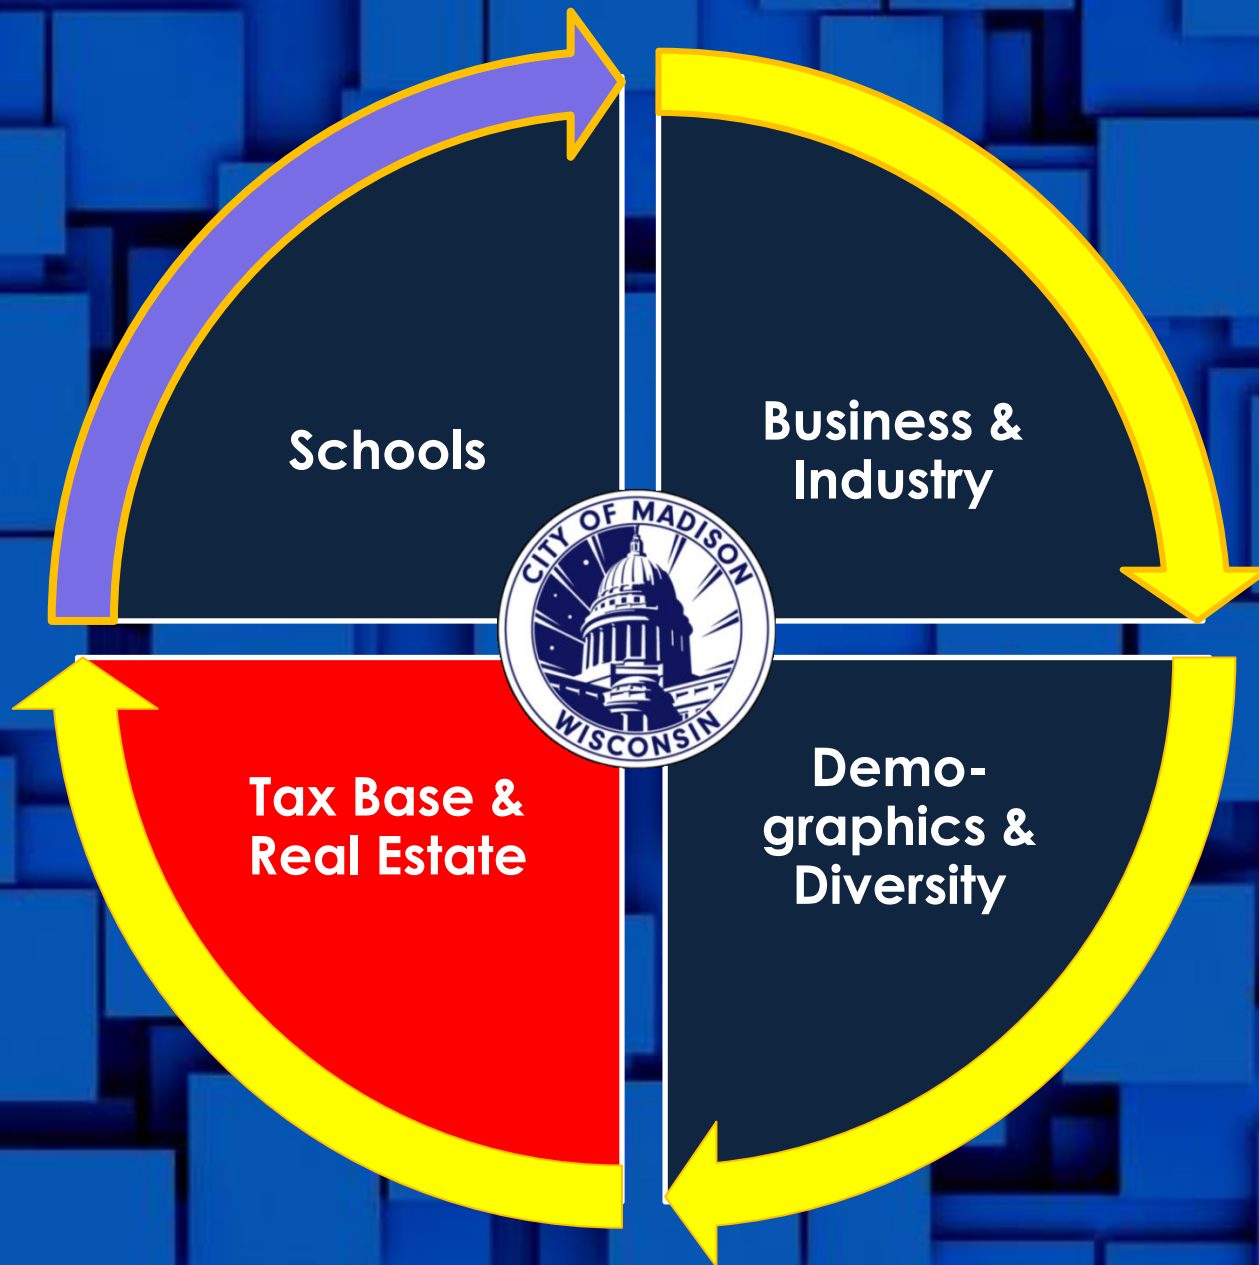 Schools
Business &
Industry
CITY OF MADISON
WISCONSIN
Tax Base &
Real Estate
Demo-
graphics &
Diversity